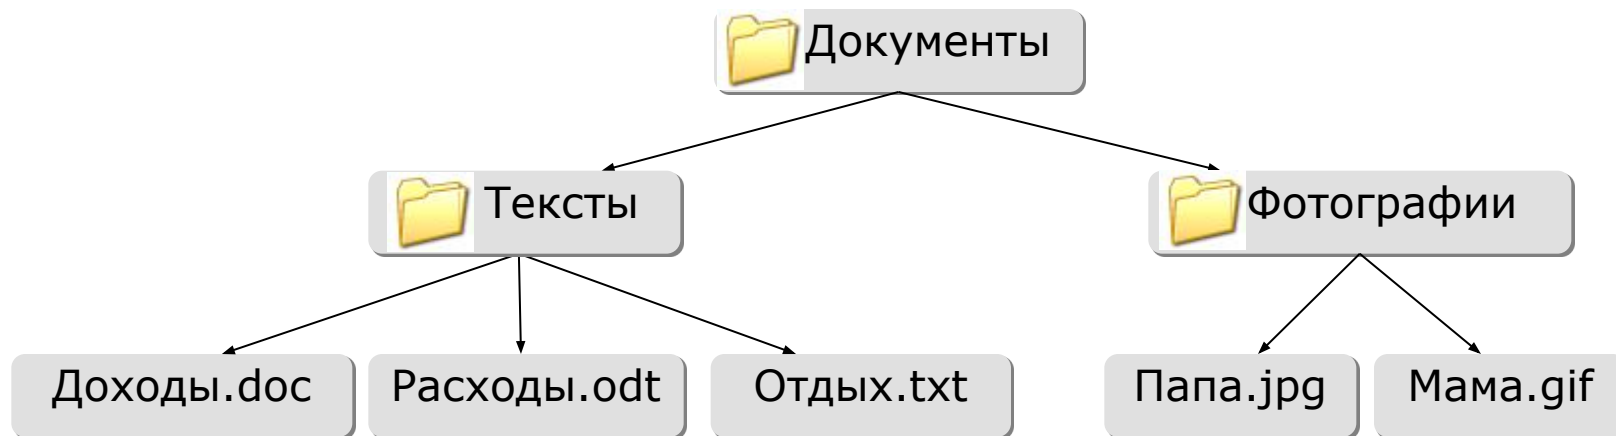 Документы
Тексты
Фотографии
Доходы.doc
Расходы.odt
Отдых.txt
Папа.jpg
Мама.gif